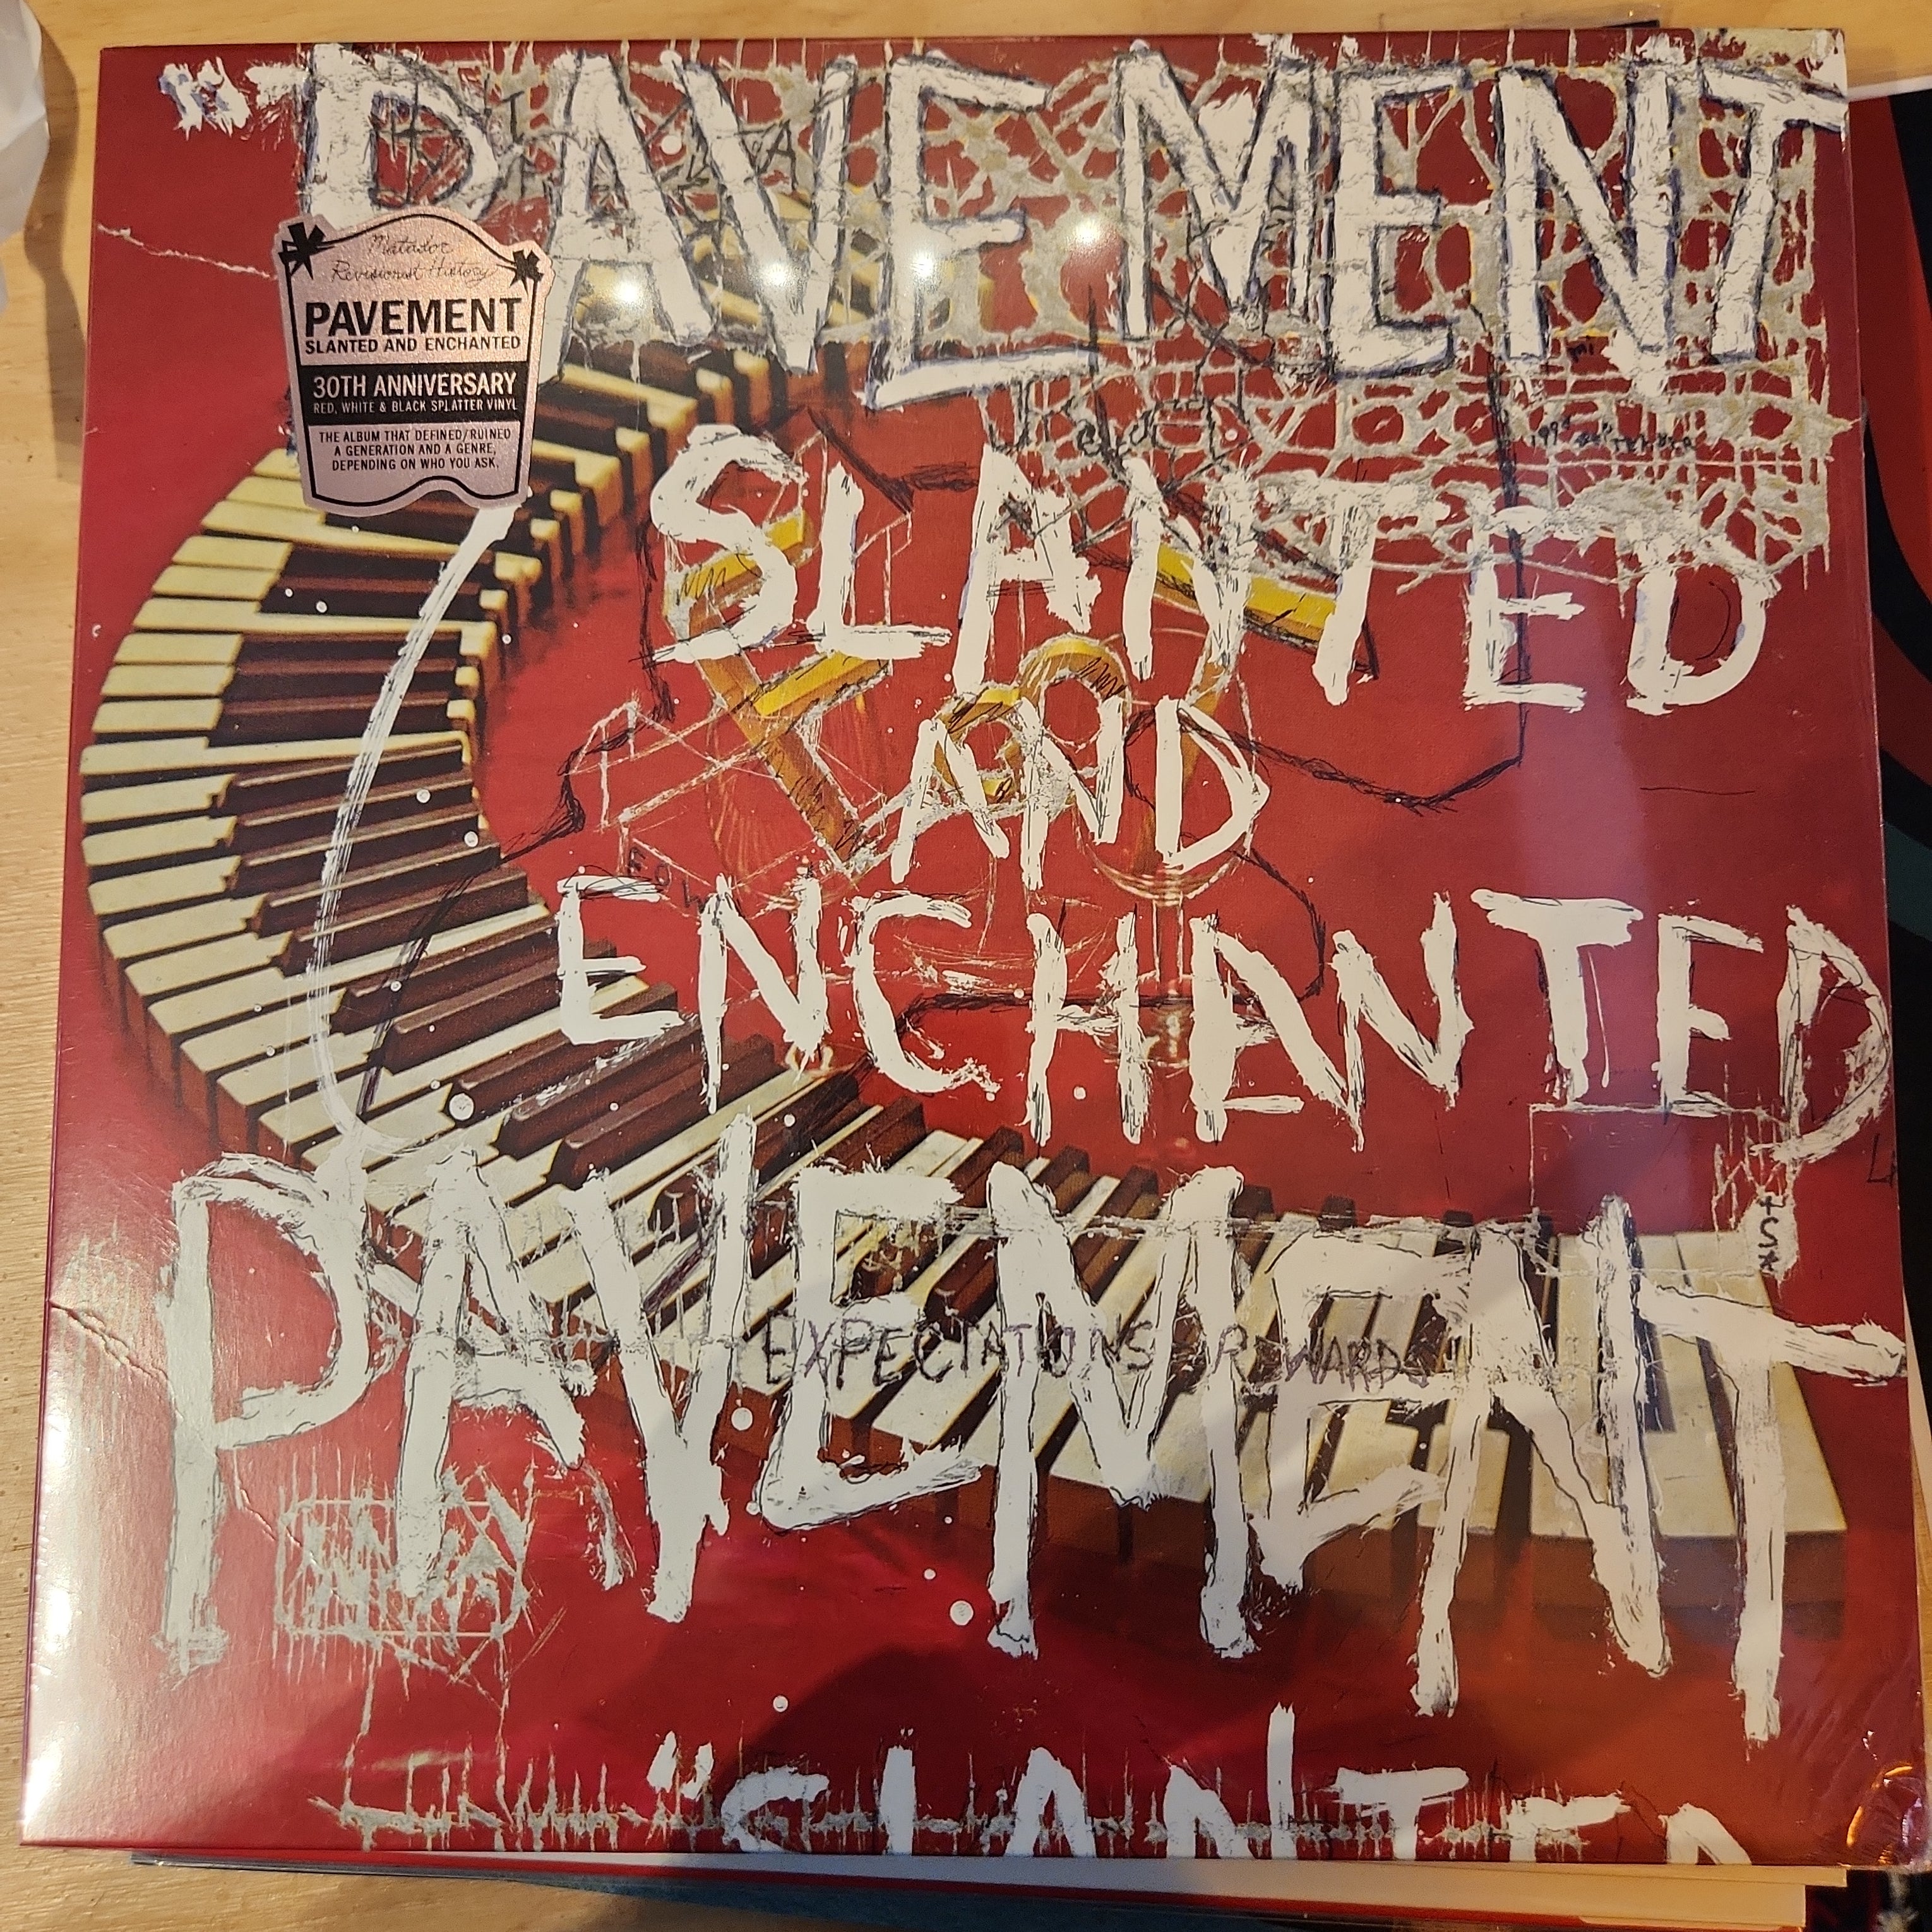 "PAVEMENT
Matador
Revisionist History
PAVEMENT
SLANTED AND ENCHANTED
30TH ANNIVERSARY
RED, WHITE & BLACK SPLATTER VINYL
THE ALBUM THAT DEFINED/RUINED
A GENERATION AND A GENRE,
DEPENDING ON WHO YOU ASK.
SLANTED
AND
ENCHANTED
PAVEMENT
EXPECTATIONS
"SLANTED